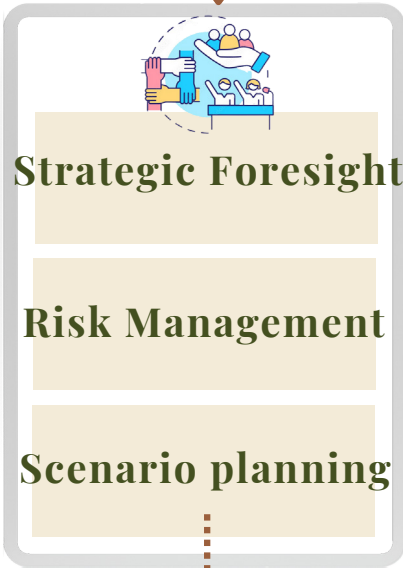 Strategic Foresight
Risk Management
Scenario planning